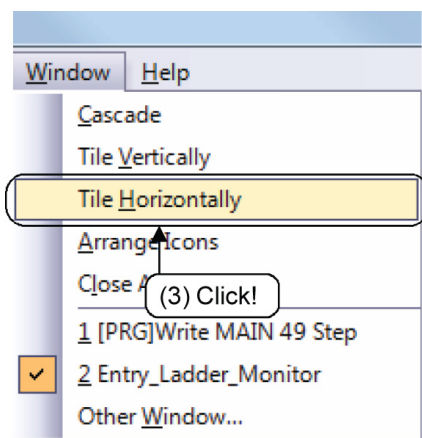 Window Help
Cascade
Tile Vertically
Tile Horizontally
Arrange Icons
Close
(3) Click!
1 [PRG]Write MAIN 49 Step
2 Entry_Ladder_Monitor
Other Window...